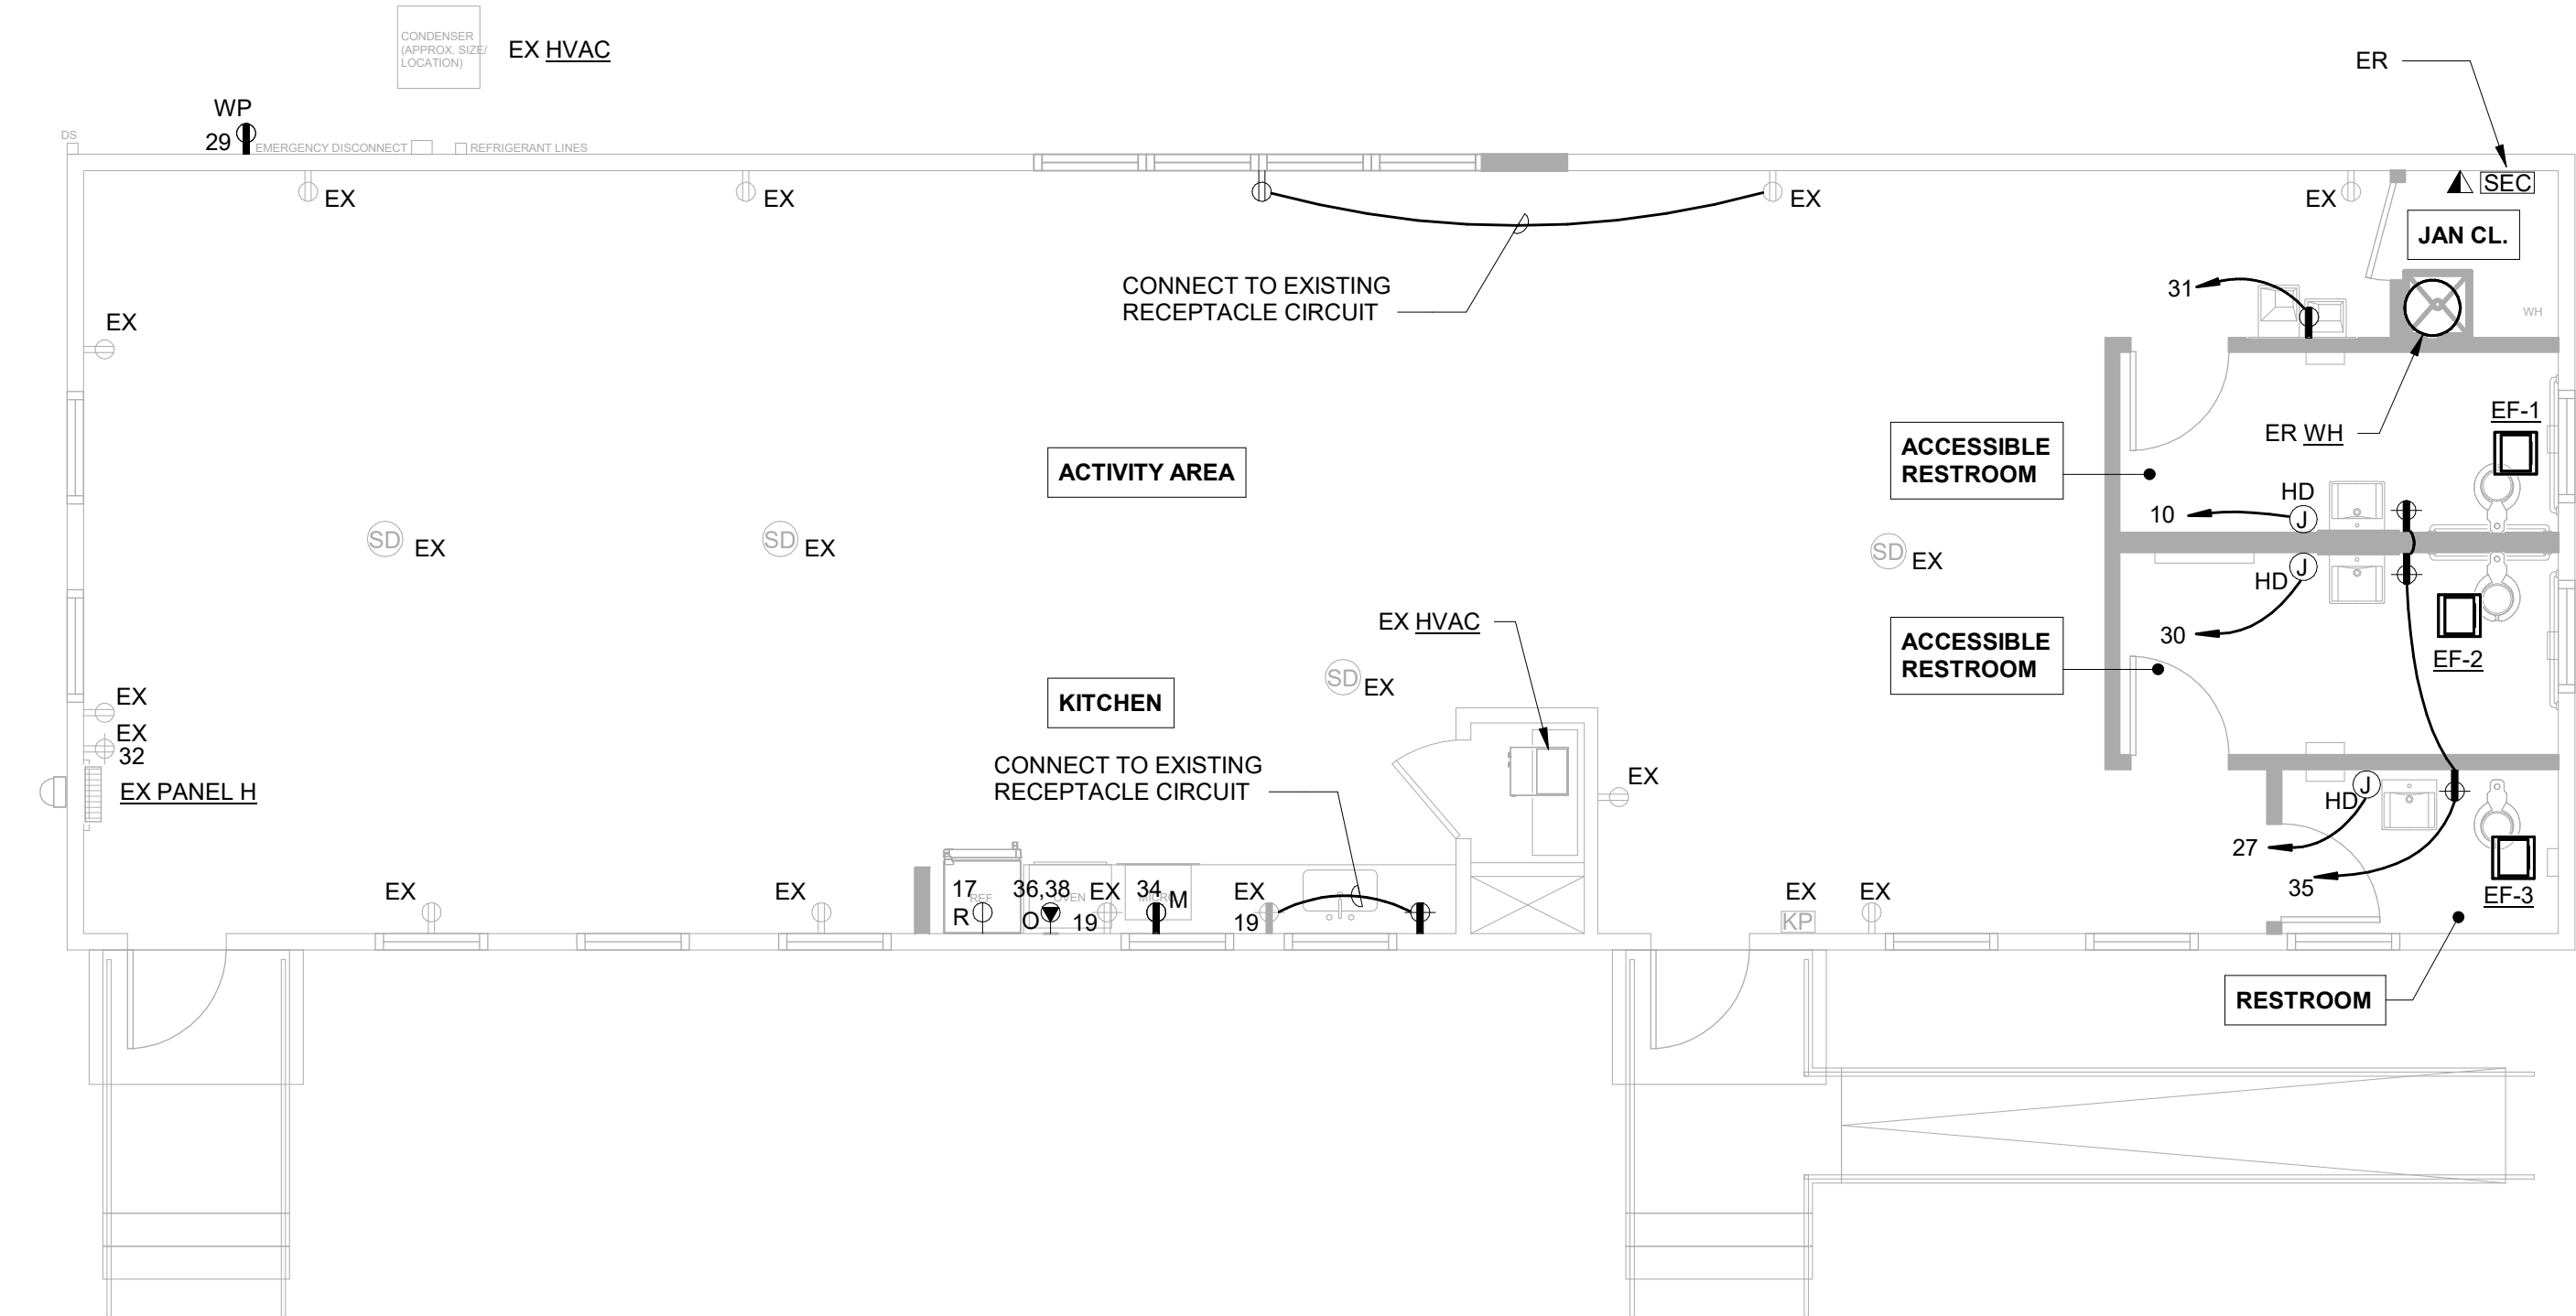 CONDENSER
(APPROX. SIZE/
LOCATION)
EX HVAC
ER
WP
29
DS
EMERGENCY DISCONNECT
REFRIGERANT LINES
EX
EX
EX
EX
SEC
JAN CL.
CONNECT TO EXISTING
RECEPTACLE CIRCUIT
31
EX
WH
EF-1
ER WH
ACCESSIBLE
RESTROOM
ACTIVITY AREA
HD
10
J
SD
EX
SD
EX
SD
EX
J
HD
30
ACCESSIBLE
RESTROOM
EF-2
EX HVAC
SD
EX
KITCHEN
EX
EX
32
EX PANEL H
CONNECT TO EXISTING
RECEPTACLE CIRCUIT
EX
J
HD
27
35
EF-3
EX
EX
17
REF
R
36,38
OVEN
O
EX
19
34
MICRO
M
EX
19
EX
KP
EX
RESTROOM